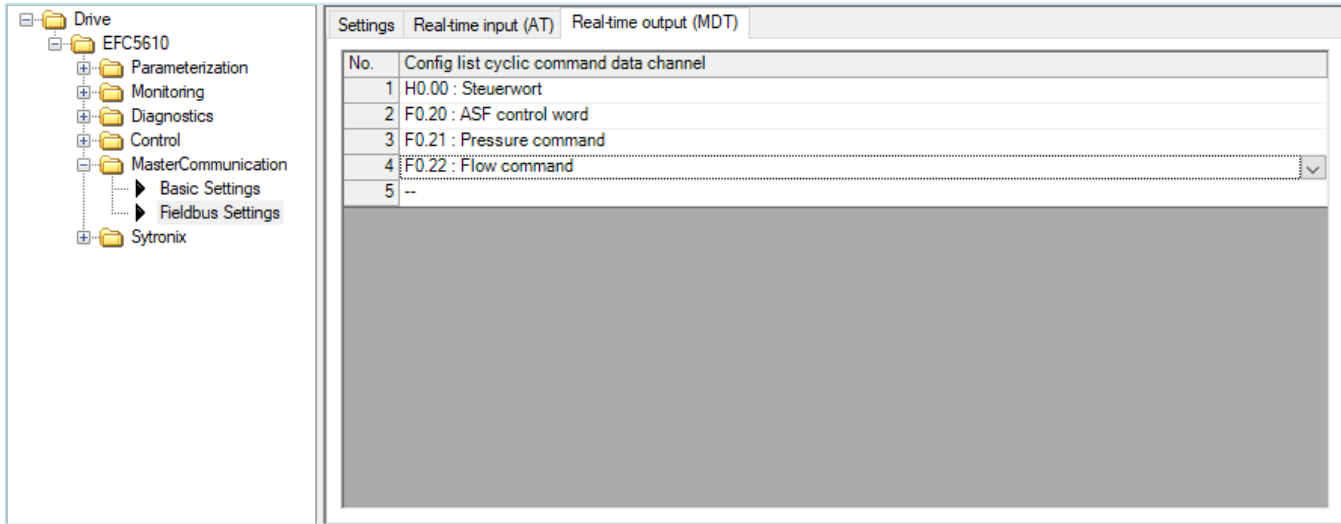 Drive
EFC5610
Parameterization
Monitoring
Diagnostics
Control
MasterCommunication
Basic Settings
Fieldbus Settings
Sytronix
Settings Real-time input (AT) Real-time output (MDT)
No. Config list cyclic command data channel
1 H0.00 : Steuerwort
2 F0.20 : ASF control word
3 F0.21 : Pressure command
4 F0.22 : Flow command
5 --